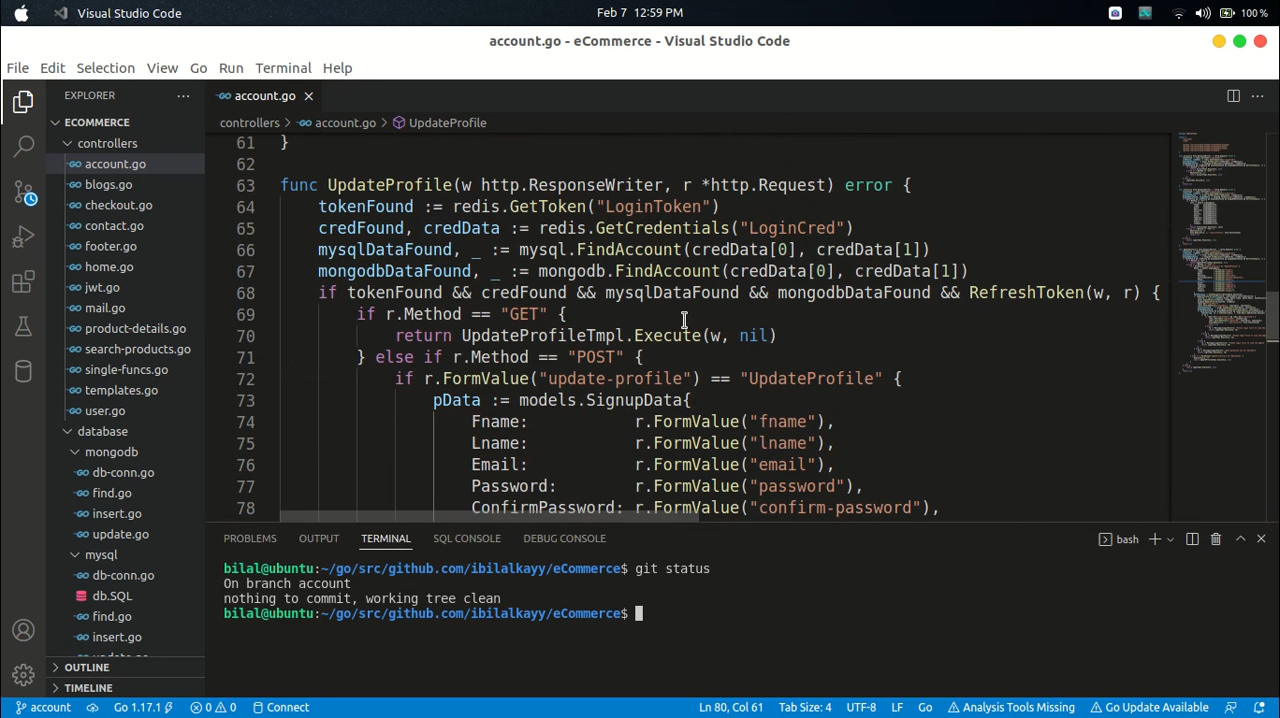 Visual Studio Code
Feb 7 12:59 PM
100 %
account.go - eCommerce - Visual Studio Code
File Edit Selection View Go Run Terminal Help
EXPLORER
account.go
ECOMMERCE
controllers > account.go > UpdateProfile
controllers
account.go
blogs.go
checkout.go
contact.go
footer.go
home.go
jwt.go
mail.go
product-details.go
search-products.go
single-funcs.go
templates.go
user.go
database
mongodb
db-conn.go
find.go
insert.go
update.go
mysql
db-conn.go
db.SQL
find.go
insert.go
OUTLINE
TIMELINE
61 }
62
63 func UpdateProfile(w http.ResponseWriter, r *http.Request) error {
64 tokenFound := redis.GetToken("LoginToken")
65 credFound, credData := redis.GetCredentials("LoginCred")
66 mysqlDataFound, _ := mysql.FindAccount(credData[0], credData[1])
67 mongodbDataFound, _ := mongodb.FindAccount(credData[0], credData[1])
68 if tokenFound && credFound && mysqlDataFound && mongodbDataFound && RefreshToken(w, r) {
69 if r.Method == "GET" {
70 return UpdateProfileTmpl.Execute(w, nil)
71 } else if r.Method == "POST" {
72 if r.FormValue("update-profile") == "UpdateProfile" {
73 pData := models.SignupData{
74 Fname: r.FormValue("fname"),
75 Lname: r.FormValue("lname"),
76 Email: r.FormValue("email"),
77 Password: r.FormValue("password"),
78 ConfirmPassword: r.FormValue("confirm-password"),
PROBLEMS OUTPUT TERMINAL SQL CONSOLE DEBUG CONSOLE
bash
bilal@ubuntu:~/go/src/github.com/ibilalkayy/eCommerce$ git status
On branch account
nothing to commit, working tree clean
bilal@ubuntu:~/go/src/github.com/ibilalkayy/eCommerce$
account Go 1.17.1 0 0 Connect Ln 80, Col 61 Tab Size: 4 UTF-8 LF Go Analysis Tools Missing Go Update Available